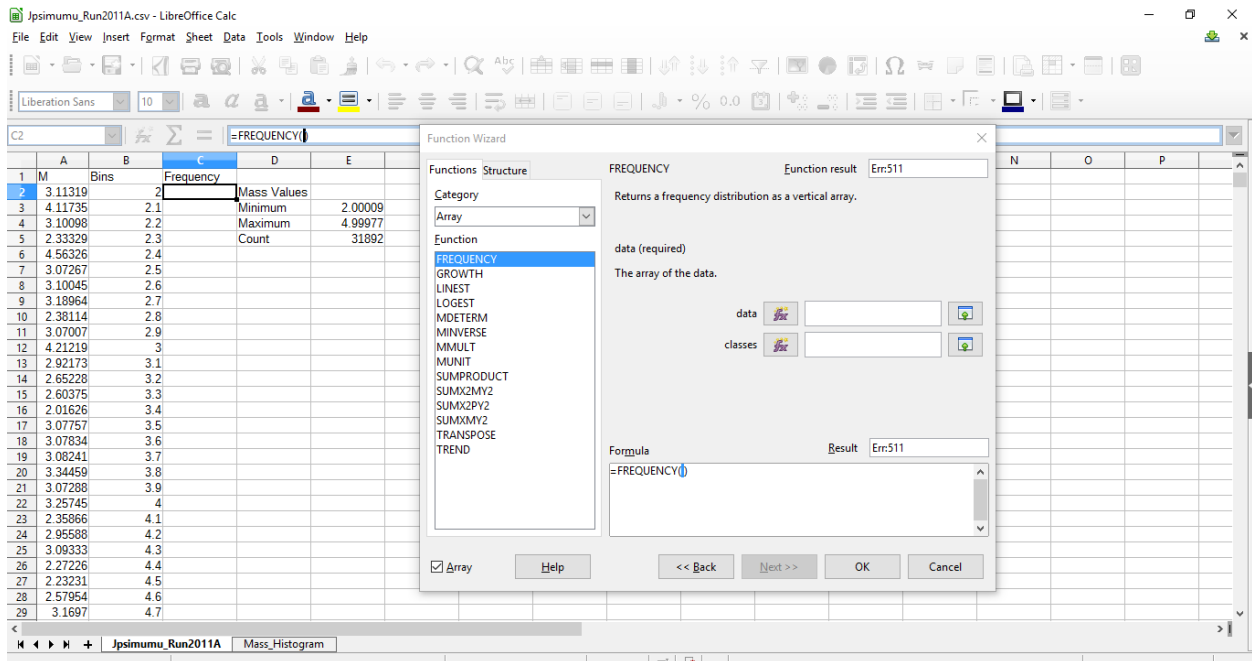 Jpsimumu_Run2011A.csv - LibreOffice Calc
File Edit View Insert Format Sheet Data Tools Window Help
Liberation Sans 10
C2 =FREQUENCY()
Function Wizard
Functions Structure
Category
Array
Function
FREQUENCY
GROWTH
LINEST
LOGEST
MDETERM
MINVERSE
MMULT
MUNIT
SUMPRODUCT
SUMX2MY2
SUMX2PY2
SUMXMY2
TRANSPOSE
TREND
FREQUENCY Function result Err:511
Returns a frequency distribution as a vertical array.
data (required)
The array of the data.
data
classes
Formula Result Err:511
=FREQUENCY()
Array Help << Back Next >> OK Cancel
A B C D E N O P
1 M Bins Frequency
2 3.11319 2 Mass Values
3 4.11735 2.1 Minimum 2.00009
4 3.10098 2.2 Maximum 4.99977
5 2.33329 2.3 Count 31892
6 4.56326 2.4
7 3.07267 2.5
8 3.10045 2.6
9 3.18964 2.7
10 2.38114 2.8
11 3.07007 2.9
12 4.21219 3
13 2.92173 3.1
14 2.65228 3.2
15 2.60375 3.3
16 2.01626 3.4
17 3.07757 3.5
18 3.07834 3.6
19 3.08241 3.7
20 3.34459 3.8
21 3.07288 3.9
22 3.25745 4
23 2.35866 4.1
24 2.95588 4.2
25 3.09333 4.3
26 2.27226 4.4
27 2.23231 4.5
28 2.57954 4.6
29 3.1697 4.7
Jpsimumu_Run2011A Mass_Histogram